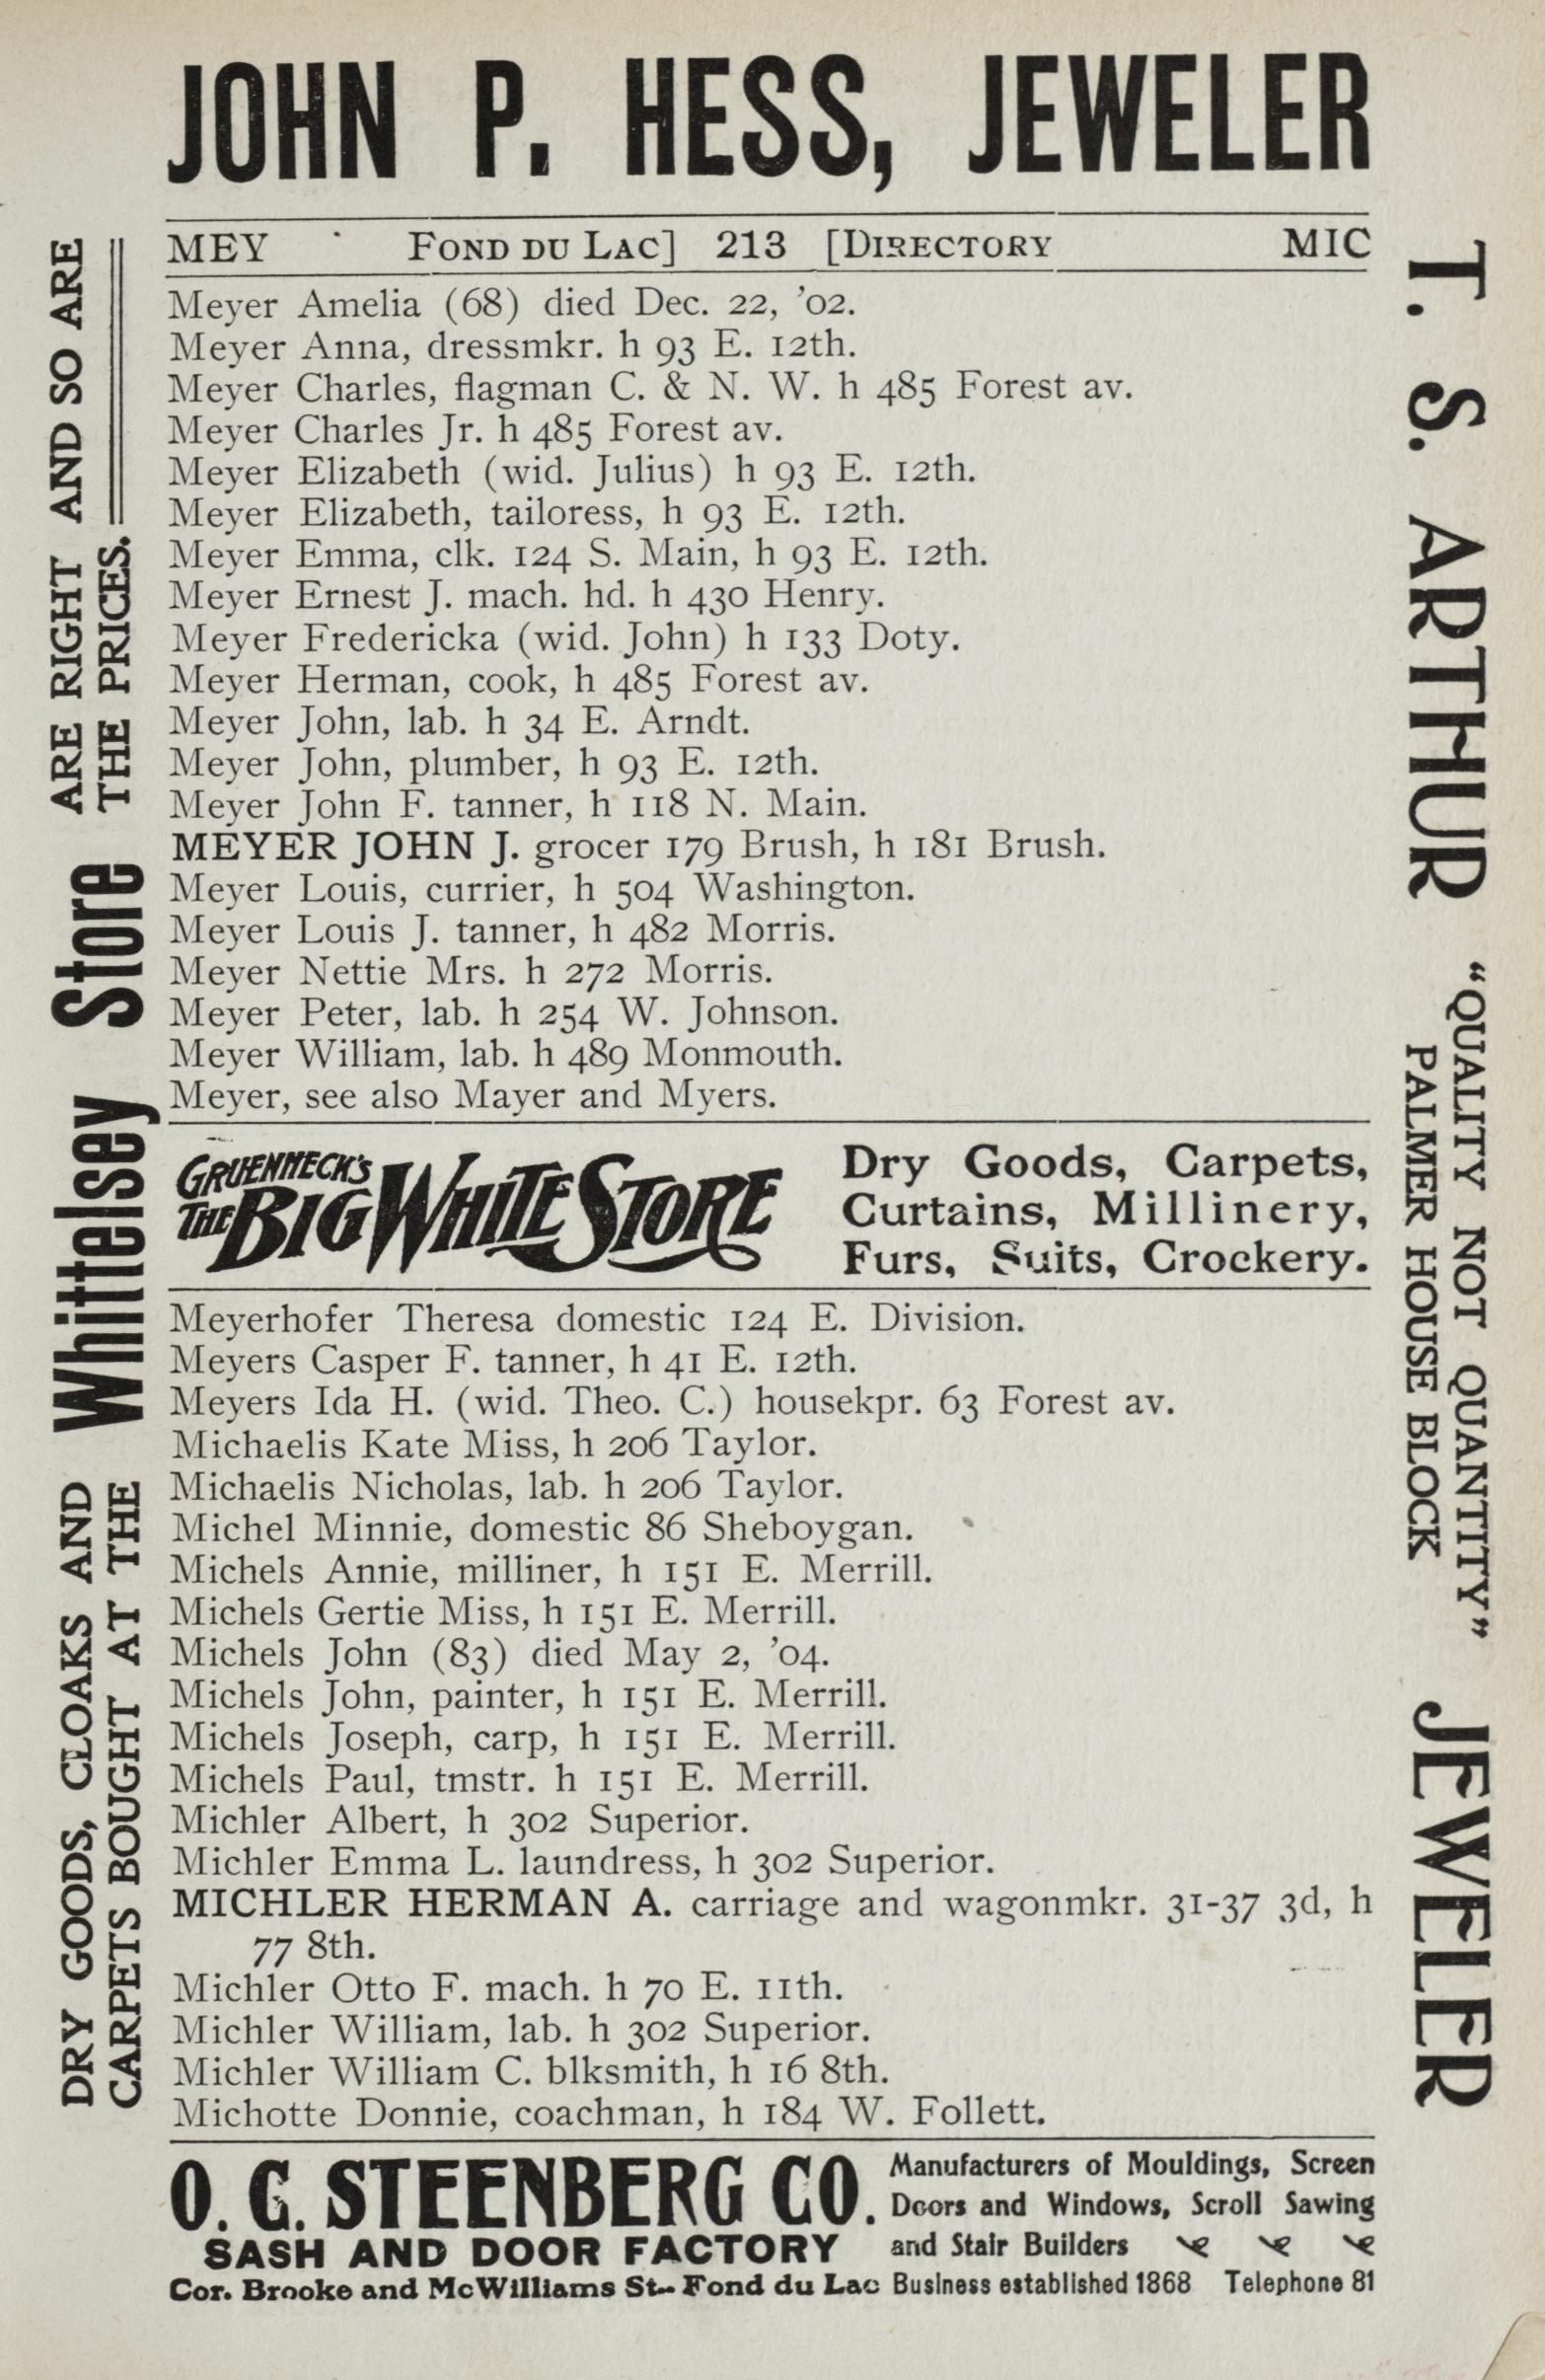 JOHN P. HESS, JEWELER
MEY FOND DU LAC] 213 [DIRECTORY MIC
Meyer Amelia (68) died Dec. 22, '02.
Meyer Anna, dressmkr. h 93 E. 12th.
Meyer Charles, flagman C. & N. W. h 485 Forest av.
Meyer Charles Jr. h 485 Forest av.
Meyer Elizabeth (wid. Julius) h 93 E. 12th.
Meyer Elizabeth, tailoress, h 93 E. 12th.
Meyer Emma, clk. 124 S. Main, h 93 E. 12th.
Meyer Ernest J. mach. hd. h 430 Henry.
Meyer Fredericka (wid. John) h 133 Doty.
Meyer Herman, cook, h 485 Forest av.
Meyer John, lab. h 34 E. Arndt.
Meyer John, plumber, h 93 E. 12th.
Meyer John F. tanner, h 118 N. Main.
MEYER JOHN J. grocer 179 Brush, h 181 Brush.
Meyer Louis, currier, h 504 Washington.
Meyer Louis J. tanner, h 482 Morris.
Meyer Nettie Mrs. h 272 Morris.
Meyer Peter, lab. h 254 W. Johnson.
Meyer William, lab. h 489 Monmouth.
Meyer, see also Mayer and Myers.
GRUENHECK'S
THE BIG WHITE STORE
Dry Goods, Carpets,
Curtains, Millinery,
Furs, Suits, Crockery.
Meyerhofer Theresa domestic 124 E. Division.
Meyers Casper F. tanner, h 41 E. 12th.
Meyers Ida H. (wid. Theo. C.) housekpr. 63 Forest av.
Michaelis Kate Miss, h 206 Taylor.
Michaelis Nicholas, lab. h 206 Taylor.
Michel Minnie, domestic 86 Sheboygan.
Michels Annie, milliner, h 151 E. Merrill.
Michels Gertie Miss, h 151 E. Merrill.
Michels John (83) died May 2, '04.
Michels John, painter, h 151 E. Merrill.
Michels Joseph, carp, h 151 E. Merrill.
Michels Paul, tmstr. h 151 E. Merrill.
Michler Albert, h 302 Superior.
Michler Emma L. laundress, h 302 Superior.
MICHLER HERMAN A. carriage and wagonmkr. 31-37 3d, h
77 8th.
Michler Otto F. mach. h 70 E. 11th.
Michler William, lab. h 302 Superior.
Michler William C. blksmith, h 16 8th.
Michotte Donnie, coachman, h 184 W. Follett.
O. C. STEENBERG CO.
SASH AND DOOR FACTORY
Cor. Brooke and McWilliams St.. Fond du Lac
Manufacturers of Mouldings, Screen
Doors and Windows, Scroll Sawing
and Stair Builders
Business established 1868 Telephone 81
DRY GOODS, CLOAKS AND
CARPETS BOUGHT AT THE
Whittelsey Store
ARE RIGHT AND SO ARE
THE PRICES.
T. S. ARTHUR
"QUALITY NOT QUANTITY"
PALMER HOUSE BLOCK
JEWELER